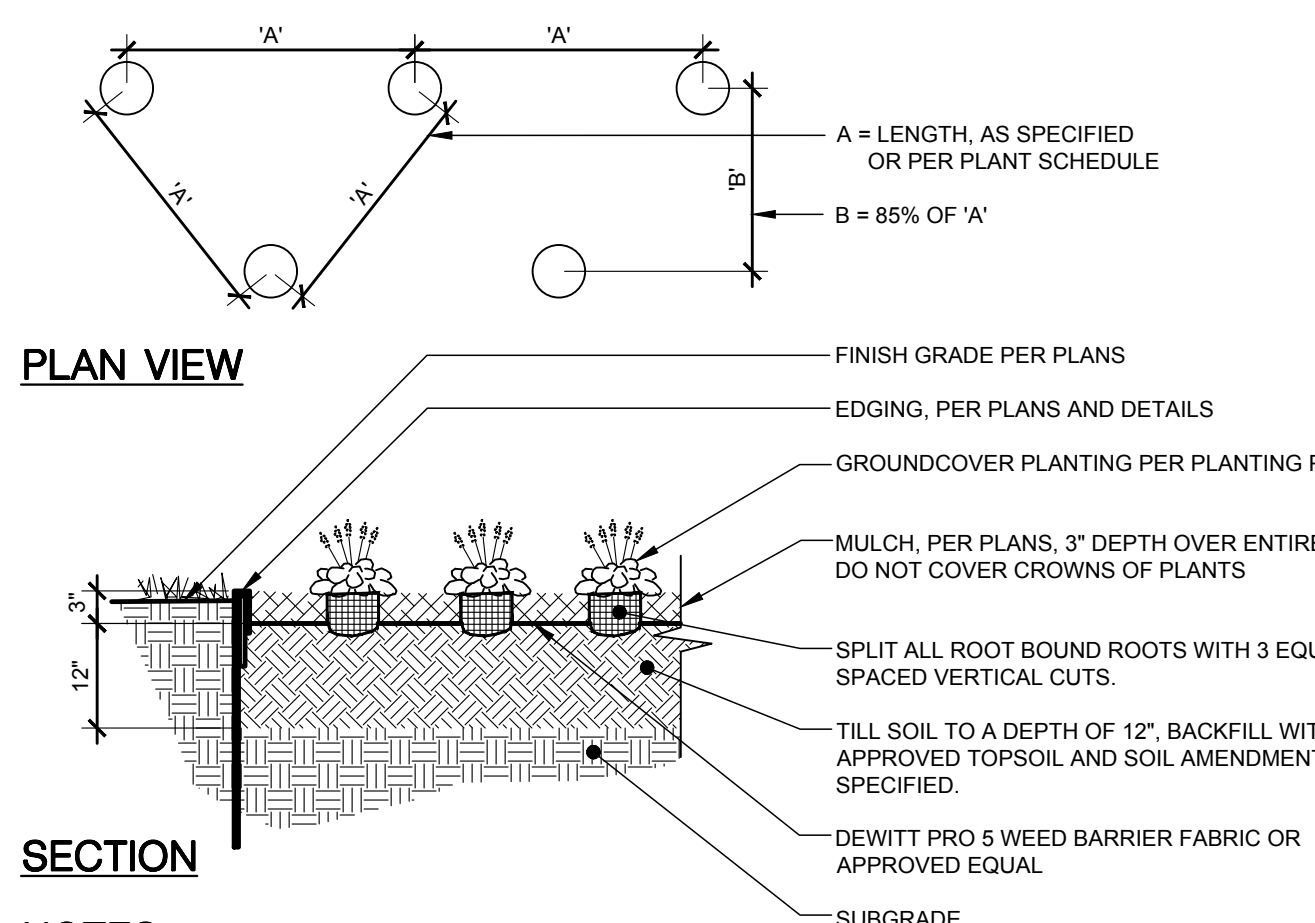 'A'
'A'
'A'
'A'
'B'
A = LENGTH, AS SPECIFIED
OR PER PLANT SCHEDULE
B = 85% OF 'A'
PLAN VIEW
FINISH GRADE PER PLANS
EDGING, PER PLANS AND DETAILS
GROUNDCOVER PLANTING PER PLANTING
MULCH, PER PLANS, 3" DEPTH OVER ENTIRE
DO NOT COVER CROWNS OF PLANTS
3"
12"
SPLIT ALL ROOT BOUND ROOTS WITH 3
SPACED VERTICAL CUTS.
TILL SOIL TO A DEPTH OF 12", BACKFILL
APPROVED TOPSOIL AND SOIL
SPECIFIED.
SECTION
DEWITT PRO 5 WEED BARRIER FABRIC OR
APPROVED EQUAL
SUBGRADE